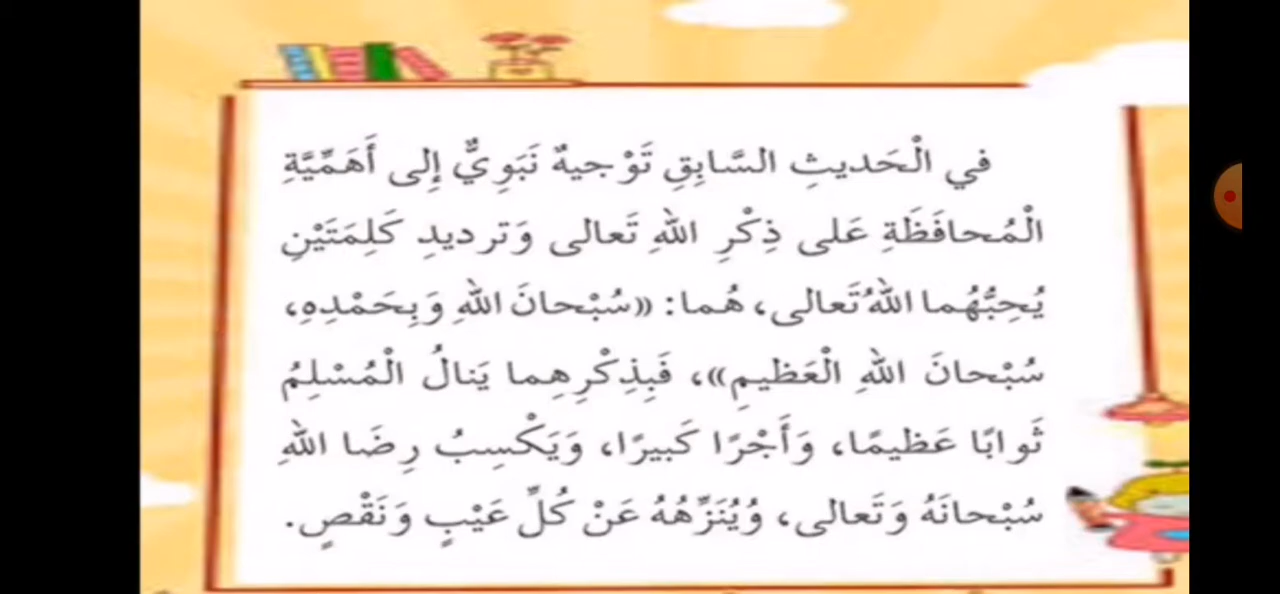 في الْحَديثِ السَّابِقِ تَوْجيهٌ نَبَوِيٌّ إِلى أَهَمِّيَّةِ
الْمُحافَظَةِ عَلى ذِكْرِ اللهِ تَعالى وَترديدِ كَلِمَتَيْنِ
يُحِبُّهُما اللهُ تَعالى، هُما: «سُبْحانَ اللهِ وَبِحَمْدِهِ،
سُبْحانَ اللهِ الْعَظيمِ»، فَبِذِكْرِهِما يَنالُ الْمُسْلِمُ
ثَوابًا عَظيمًا، وَأَجْرًا كَبيرًا، وَيَكْسِبُ رِضَا اللهِ
سُبْحانَهُ وَتَعالى، وُيُنَزِّهُهُ عَنْ كُلِّ عَيْبٍ وَنَقْصٍ.